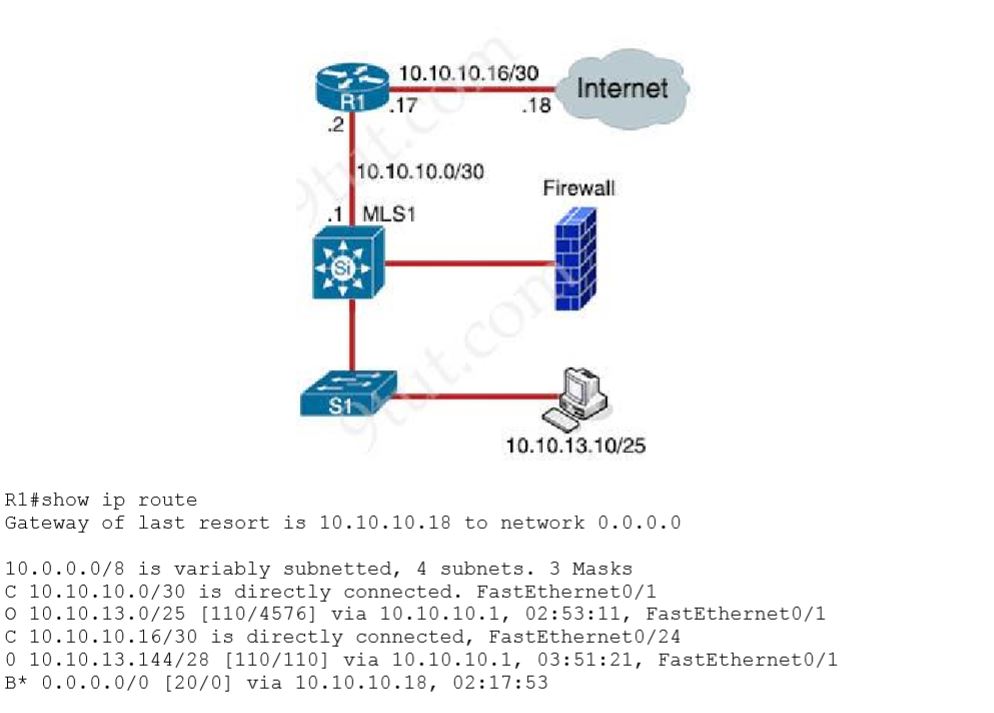 10.10.10.16/30
Internet
R1
.17
.18
.2
10.10.10.0/30
Firewall
.1
MLS1
Si
S1
10.10.13.10/25
R1#show ip route
Gateway of last resort is 10.10.10.18 to network 0.0.0.0
10.0.0.0/8 is variably subnetted, 4 subnets. 3 Masks
C 10.10.10.0/30 is directly connected. FastEthernet0/1
O 10.10.13.0/25 [110/4576] via 10.10.10.1, 02:53:11, FastEthernet0/1
C 10.10.10.16/30 is directly connected, FastEthernet0/24
0 10.10.13.144/28 [110/110] via 10.10.10.1, 03:51:21, FastEthernet0/1
B* 0.0.0.0/0 [20/0] via 10.10.10.18, 02:17:53
9tut.com
9tut.com